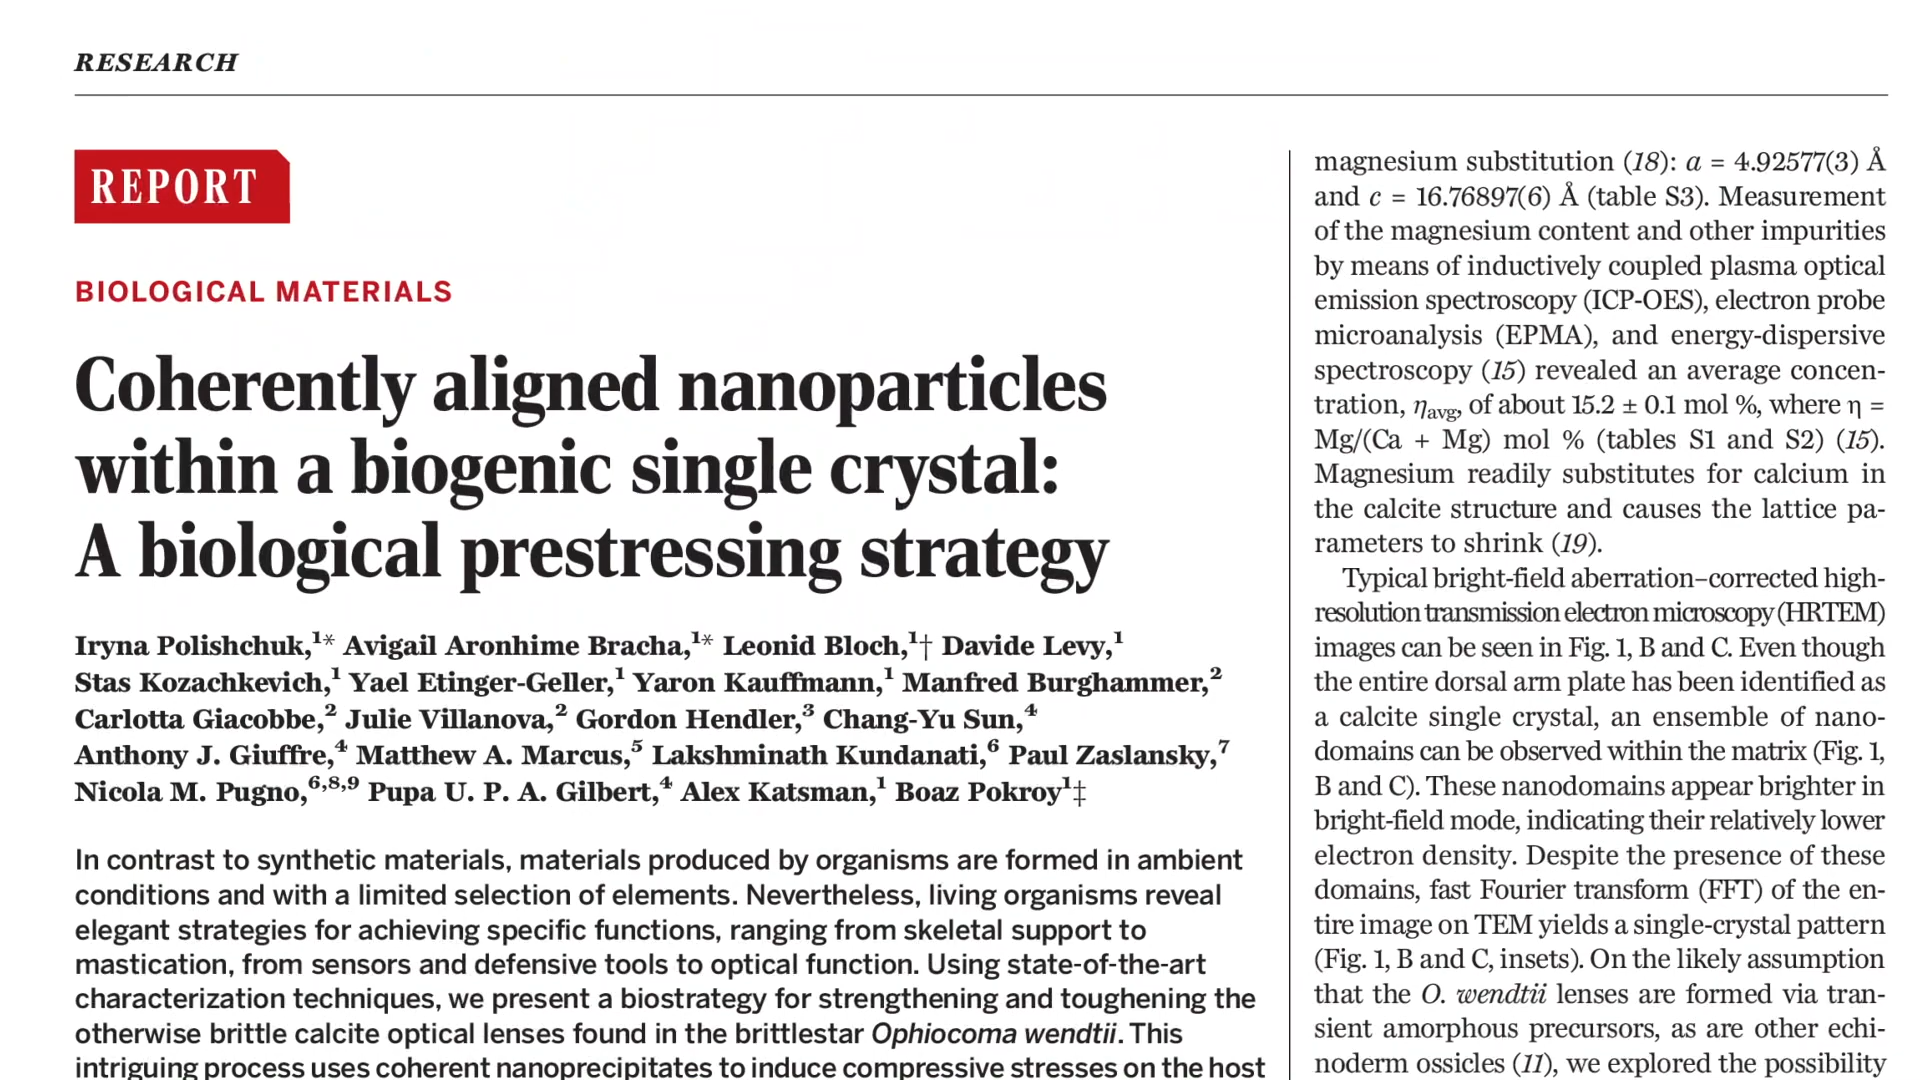 RESEARCH
REPORT
BIOLOGICAL MATERIALS
Coherently aligned nanoparticles
within a biogenic single crystal:
A biological prestressing strategy
Iryna Polishchuk,¹* Avigail Aronhime Bracha,¹* Leonid Bloch,¹† Davide Levy,¹
Stas Kozachkevich,¹ Yael Etinger-Geller,¹ Yaron Kauffmann,¹ Manfred Burghammer,²
Carlotta Giacobbe,² Julie Villanova,² Gordon Hendler,³ Chang-Yu Sun,⁴
Anthony J. Giuffre,⁴ Matthew A. Marcus,⁵ Lakshminath Kundanati,⁶ Paul Zaslansky,⁷
Nicola M. Pugno,⁶,⁸,⁹ Pupa U. P. A. Gilbert,⁴ Alex Katsman,¹ Boaz Pokroy¹‡
In contrast to synthetic materials, materials produced by organisms are formed in ambient
conditions and with a limited selection of elements. Nevertheless, living organisms reveal
elegant strategies for achieving specific functions, ranging from skeletal support to
mastication, from sensors and defensive tools to optical function. Using state-of-the-art
characterization techniques, we present a biostrategy for strengthening and toughening the
otherwise brittle calcite optical lenses found in the brittlestar Ophiocoma wendtii. This
intriguing process uses coherent nanoprecipitates to induce compressive stresses on the host
magnesium substitution (18): a = 4.92577(3) Å
and c = 16.76897(6) Å (table S3). Measurement
of the magnesium content and other impurities
by means of inductively coupled plasma optical
emission spectroscopy (ICP-OES), electron probe
microanalysis (EPMA), and energy-dispersive
spectroscopy (15) revealed an average concen-
tration, ηavg, of about 15.2 ± 0.1 mol %, where η =
Mg/(Ca + Mg) mol % (tables S1 and S2) (15).
Magnesium readily substitutes for calcium in
the calcite structure and causes the lattice pa-
rameters to shrink (19).
Typical bright-field aberration–corrected high-
resolution transmission electron microscopy (HRTEM)
images can be seen in Fig. 1, B and C. Even though
the entire dorsal arm plate has been identified as
a calcite single crystal, an ensemble of nano-
domains can be observed within the matrix (Fig. 1,
B and C). These nanodomains appear brighter in
bright-field mode, indicating their relatively lower
electron density. Despite the presence of these
domains, fast Fourier transform (FFT) of the en-
tire image on TEM yields a single-crystal pattern
(Fig. 1, B and C, insets). On the likely assumption
that the O. wendtii lenses are formed via tran-
sient amorphous precursors, as are other echi-
noderm ossicles (11), we explored the possibility